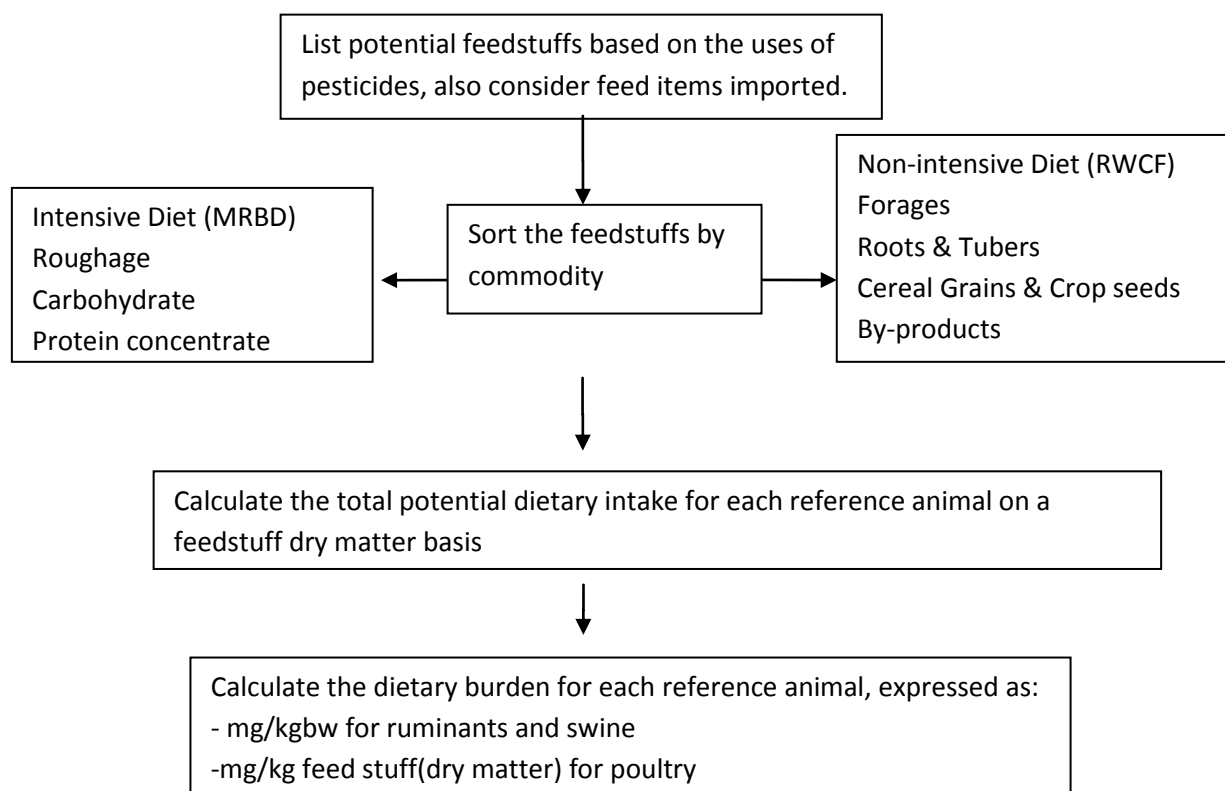 List potential feedstuffs based on the uses of
pesticides, also consider feed items imported.
Intensive Diet (MRBD)
Roughage
Carbohydrate
Protein concentrate
Sort the feedstuffs by
commodity
Non-intensive Diet (RWCF)
Forages
Roots & Tubers
Cereal Grains & Crop seeds
By-products
Calculate the total potential dietary intake for each reference animal on a
feedstuff dry matter basis
Calculate the dietary burden for each reference animal, expressed as:
- mg/kgbw for ruminants and swine
-mg/kg feed stuff(dry matter) for poultry